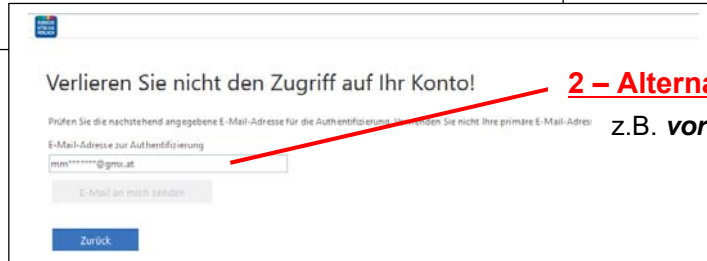 Verlieren Sie nicht den Zugriff auf Ihr Konto!
2 – Alterna
Prüfen Sie die nachstehend angegebene E-Mail-Adresse für die Authentifizierung. Verwenden Sie nicht Ihre primäre E-Mail-Adres
z.B. vor
E-Mail-Adresse zur Authentifizierung
mm*******@gmx.at
E-Mail an mich senden
Zurück